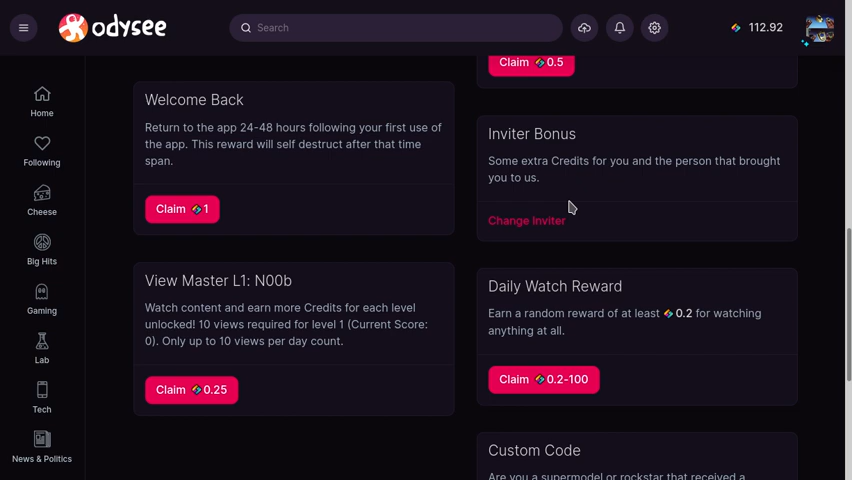 odysee
Search
112.92
Home
Following
Cheese
Big Hits
Gaming
Lab
Tech
News & Politics
Welcome Back
Return to the app 24-48 hours following your first use of
the app. This reward will self destruct after that time
span.
Claim 1
View Master L1: N00b
Watch content and earn more Credits for each level
unlocked! 10 views required for level 1 (Current Score:
0). Only up to 10 views per day count.
Claim 0.25
Claim 0.5
Inviter Bonus
Some extra Credits for you and the person that brought
you to us.
Change Inviter
Daily Watch Reward
Earn a random reward of at least 0.2 for watching
anything at all.
Claim 0.2-100
Custom Code
Are you a supermodel or rockstar that received a